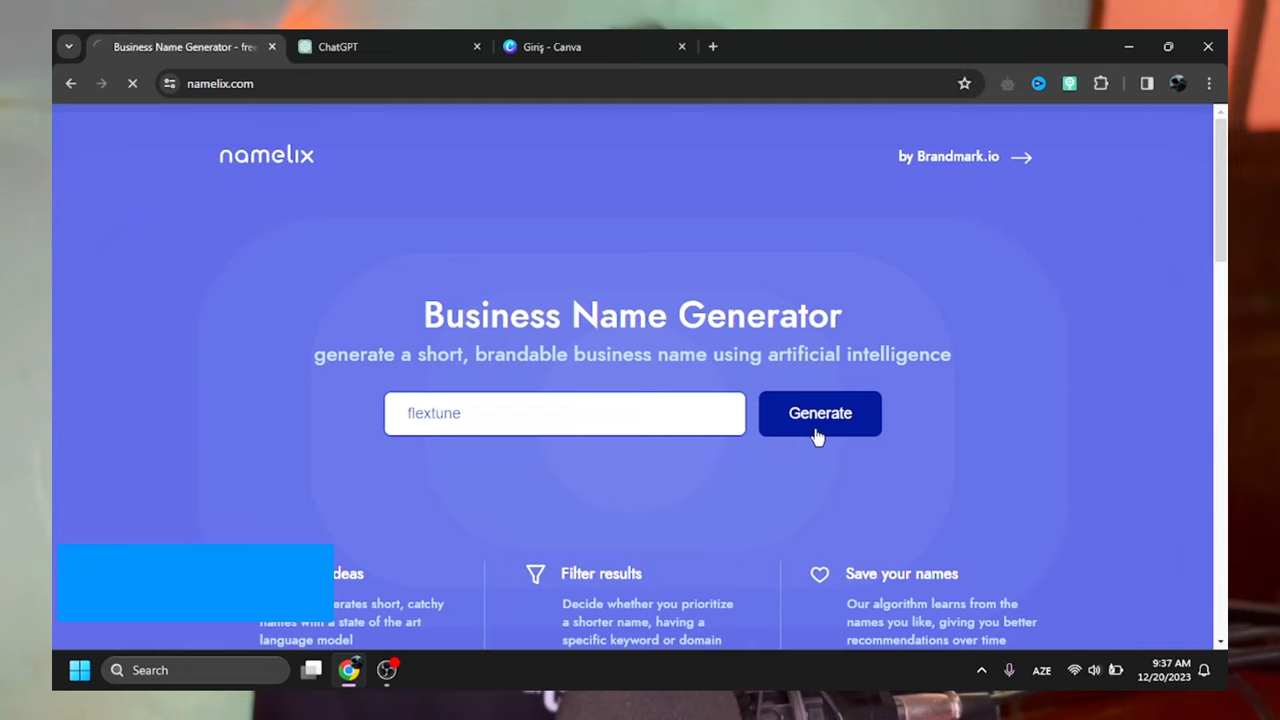 Business Name Generator - free
ChatGPT
Giriş - Canva
namelix.com
namelix
by Brandmark.io
Business Name Generator
generate a short, brandable business name using artificial intelligence
flextune
Generate
Filter results
Save your names
names with a state of the art
language model
Decide whether you prioritize
a shorter name, having a
specific keyword or domain
Our algorithm learns from the
names you like, giving you better
recommendations over time
short, catchy
Search
AZE
9:37 AM
12/20/2023